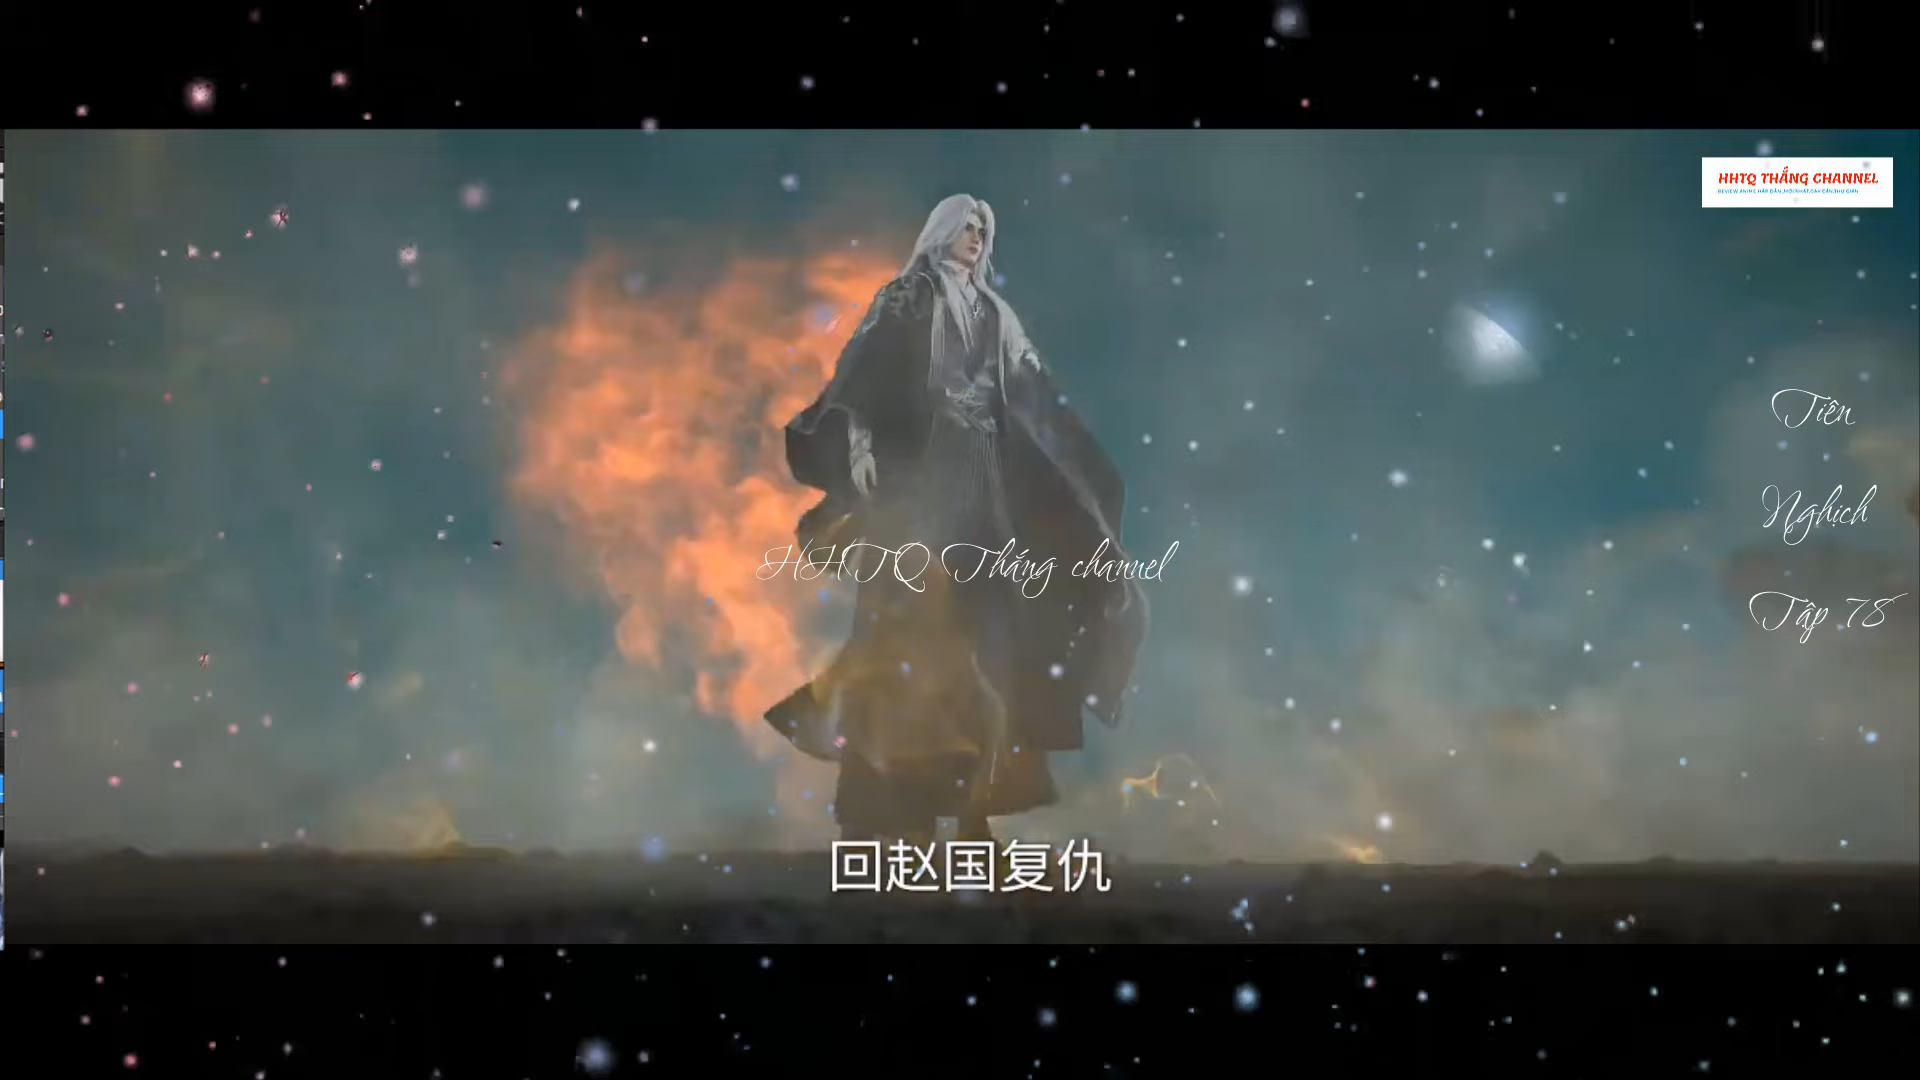 HHTQ THẮNG CHANNEL
Tiên
Nghịch
HHTQ Thắng channel
Tập 78
回赵国复仇